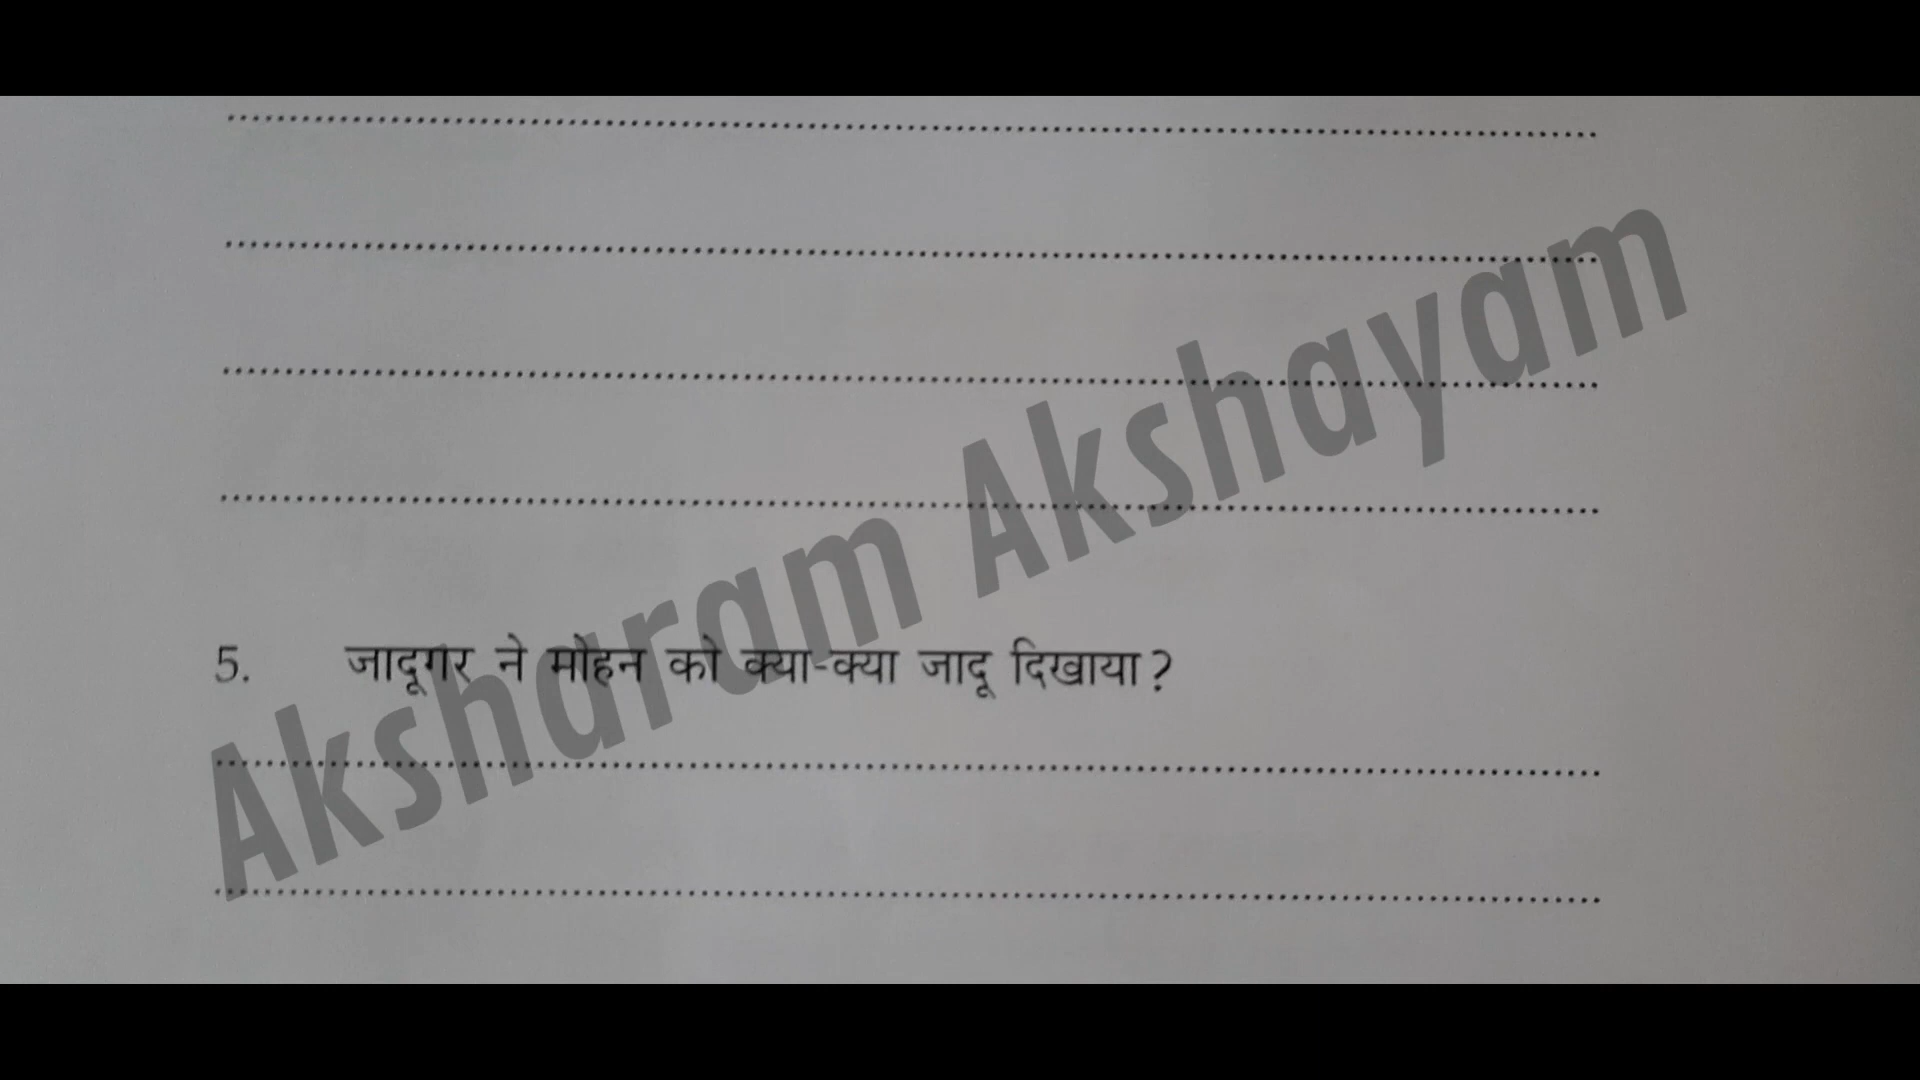 5. जादूगर ने मोहन को क्या-क्या जादू दिखाया?
Aksharam Akshayam